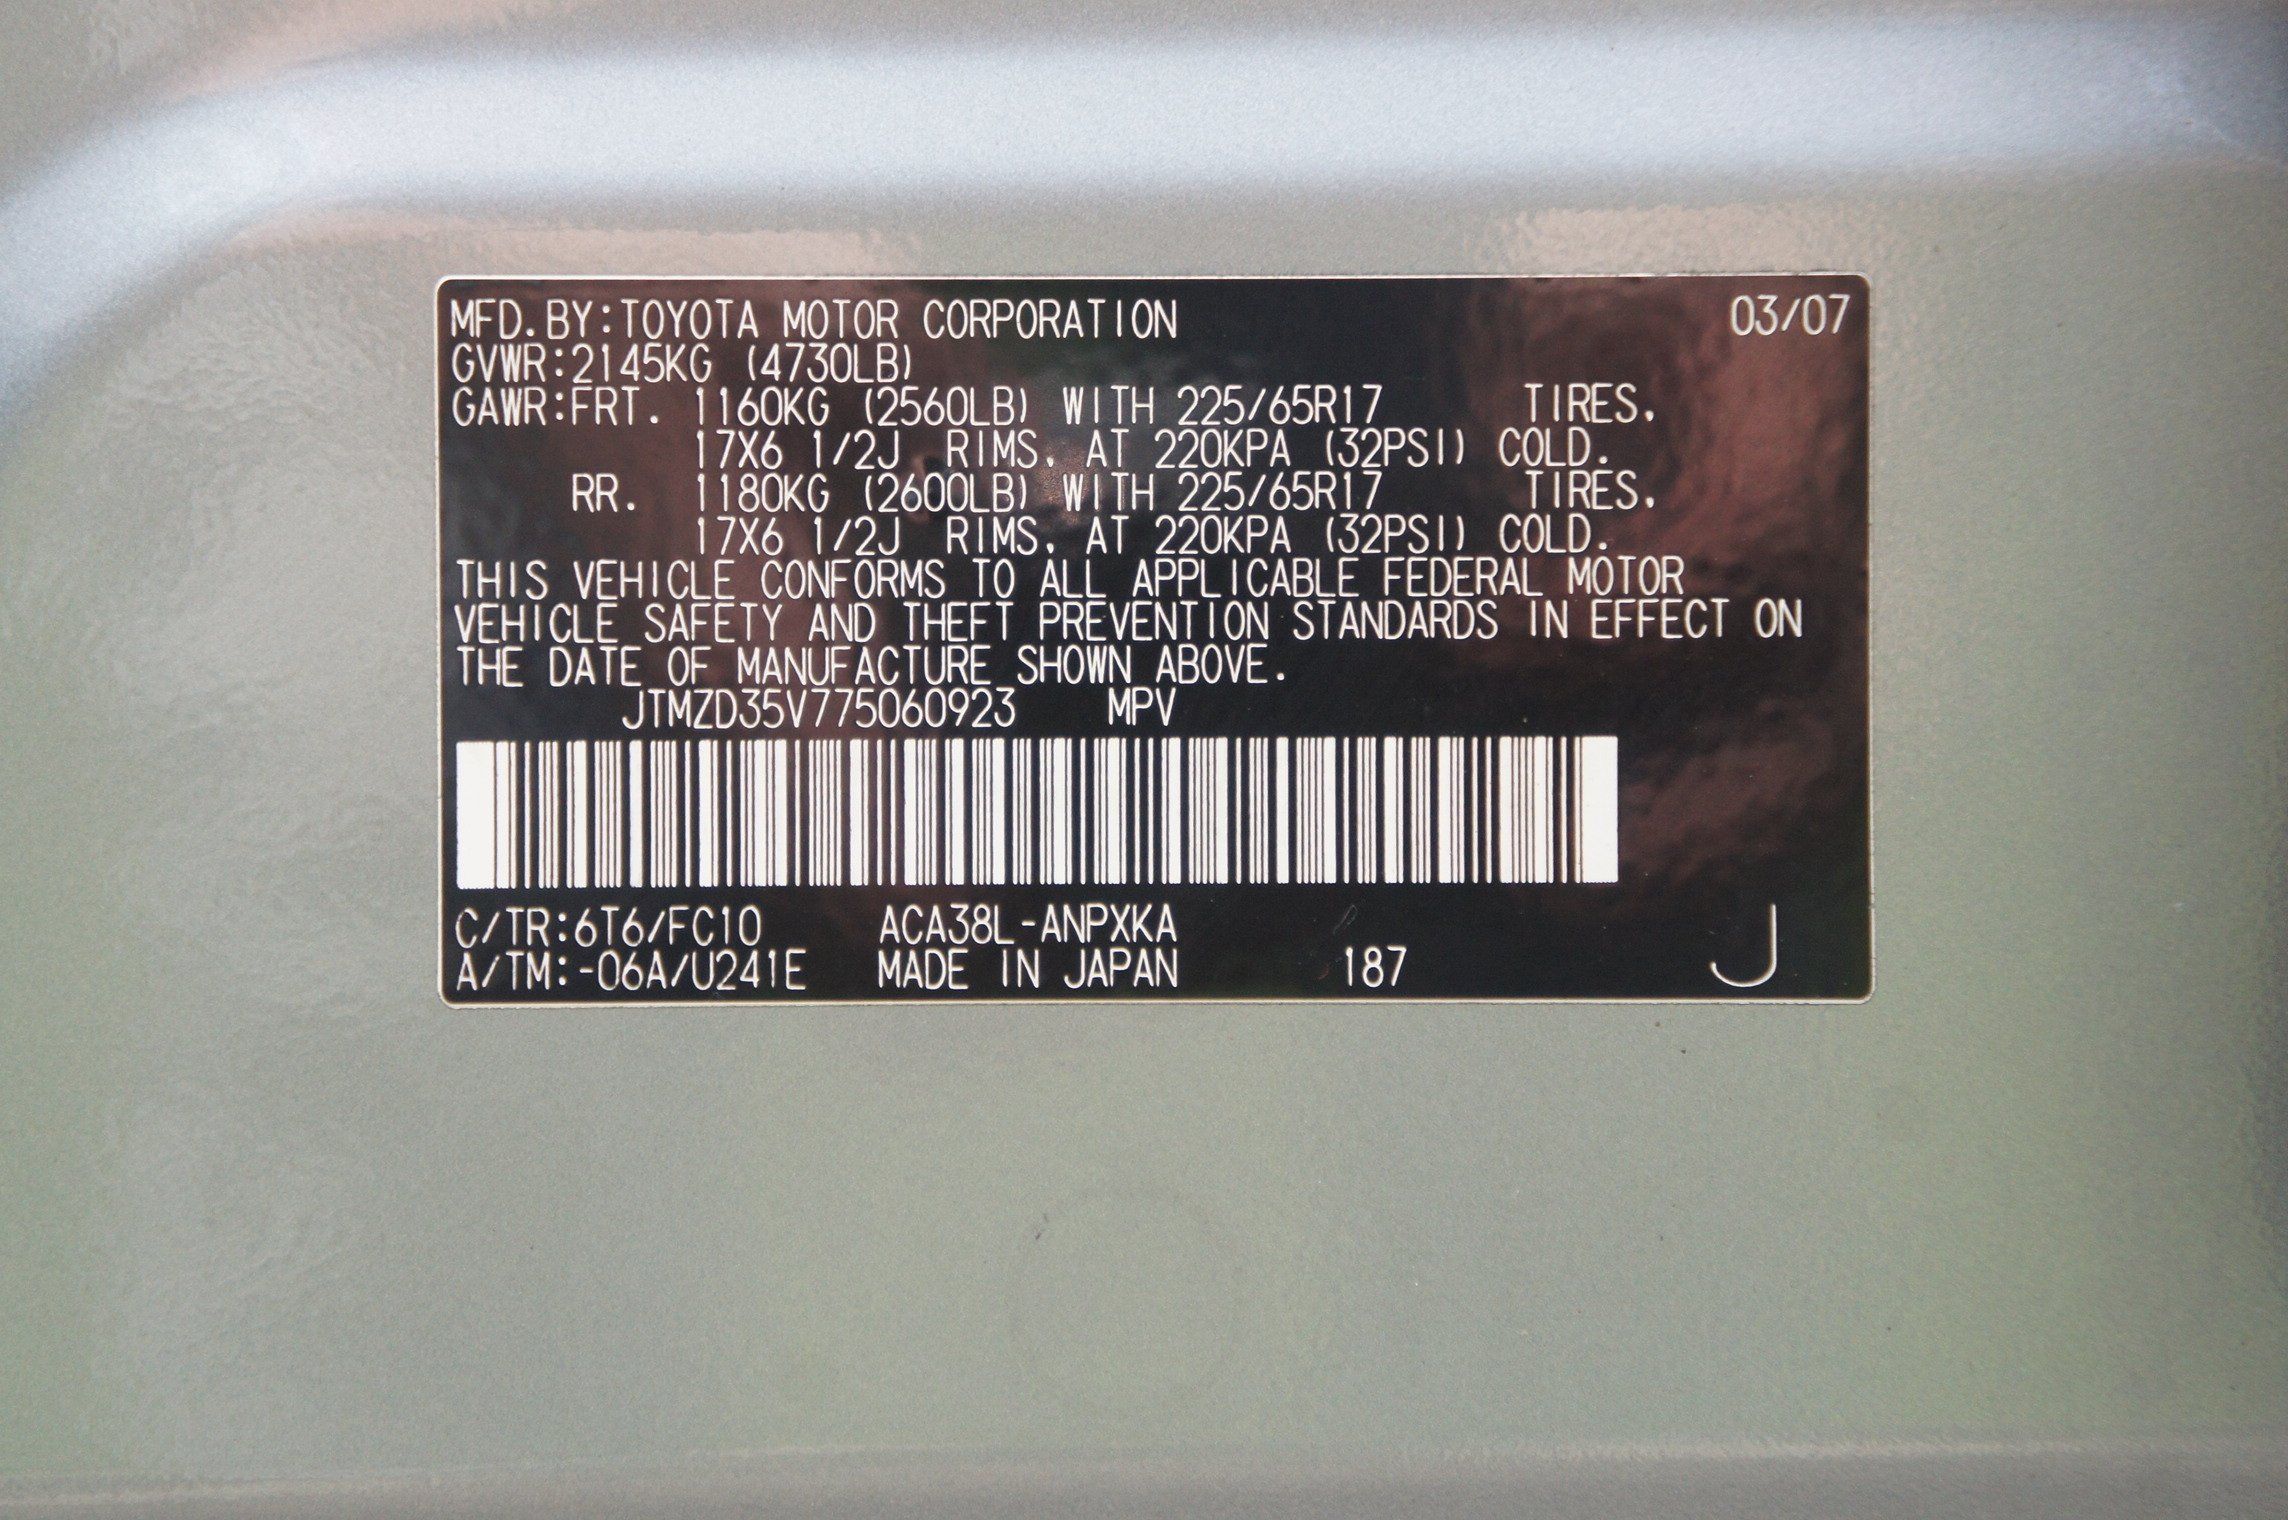 MFD.BY:TOYOTA MOTOR CORPORATION 03/07
GVWR:2145KG (4730LB)
GAWR:FRT. 1160KG (2560LB) WITH 225/65R17 TIRES.
17X6 1/2J RIMS. AT 220KPA (32PSI) COLD.
RR. 1180KG (2600LB) WITH 225/65R17 TIRES.
17X6 1/2J RIMS. AT 220KPA (32PSI) COLD.
THIS VEHICLE CONFORMS TO ALL APPLICABLE FEDERAL MOTOR
VEHICLE SAFETY AND THEFT PREVENTION STANDARDS IN EFFECT ON
THE DATE OF MANUFACTURE SHOWN ABOVE.
JTMZD35V775060923 MPV
C/TR:6T6/FC10 ACA38L-ANPXKA
A/TM:-06A/U241E MADE IN JAPAN 187 J